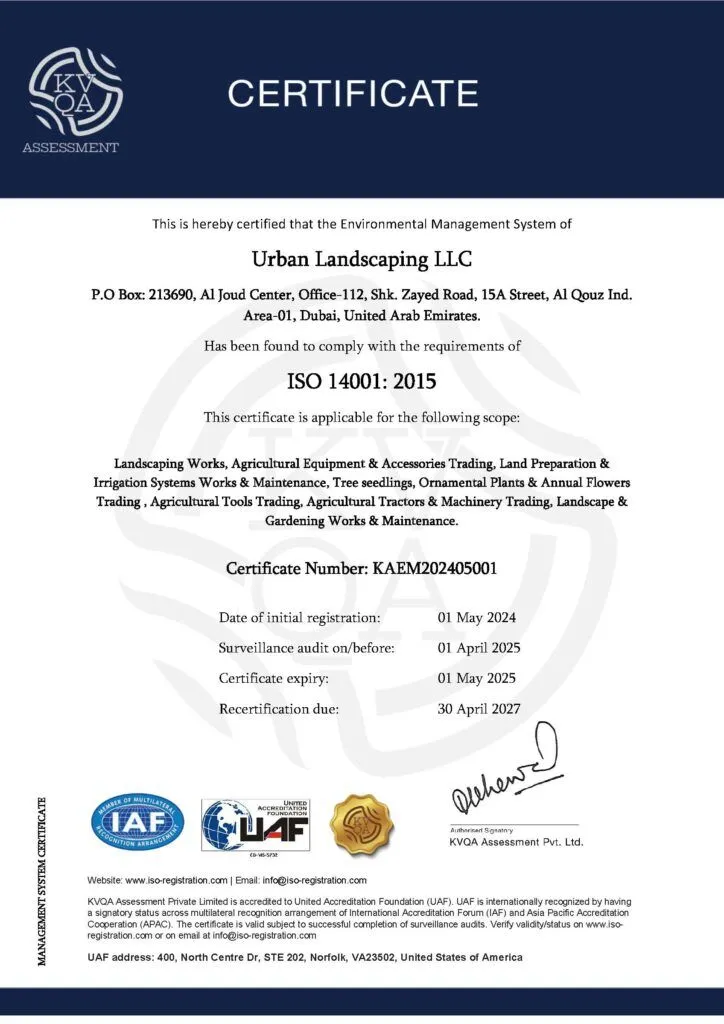 KV
QA
ASSESSMENT
CERTIFICATE
This is hereby certified that the Environmental Management System of
Urban Landscaping LLC
P.O Box: 213690, Al Joud Center, Office-112, Shk. Zayed Road, 15A Street, Al Qouz Ind.
Area-01, Dubai, United Arab Emirates.
Has been found to comply with the requirements of
ISO 14001: 2015
This certificate is applicable for the following scope:
Landscaping Works, Agricultural Equipment & Accessories Trading, Land Preparation &
Irrigation Systems Works & Maintenance, Tree seedlings, Ornamental Plants & Annual Flowers
Trading , Agricultural Tools Trading, Agricultural Tractors & Machinery Trading, Landscape &
Gardening Works & Maintenance.
Certificate Number: KAEM202405001
Date of initial registration: 01 May 2024
Surveillance audit on/before: 01 April 2025
Certificate expiry: 01 May 2025
Recertification due: 30 April 2027
MANAGEMENT SYSTEM CERTIFICATE
MEMBER OF MULTILATERAL
IAF
RECOGNITION ARRANGEMENT
UNITED
ACCREDITATION
FOUNDATION
UAF
KV
QA
Authorised Signatory
KVQA Assessment Pvt. Ltd.
Website: www.iso-registration.com | Email: info@iso-registration.com
KVQA Assessment Private Limited is accredited to United Accreditation Foundation (UAF). UAF is internationally recognized by having
a signatory status across multilateral recognition arrangement of International Accreditation Forum (IAF) and Asia Pacific Accreditation
Cooperation (APAC). The certificate is valid subject to successful completion of surveillance audits. Verify validity/status on www.iso-
registration.com or on email at info@iso-registration.com
UAF address: 400, North Centre Dr, STE 202, Norfolk, VA23502, United States of America